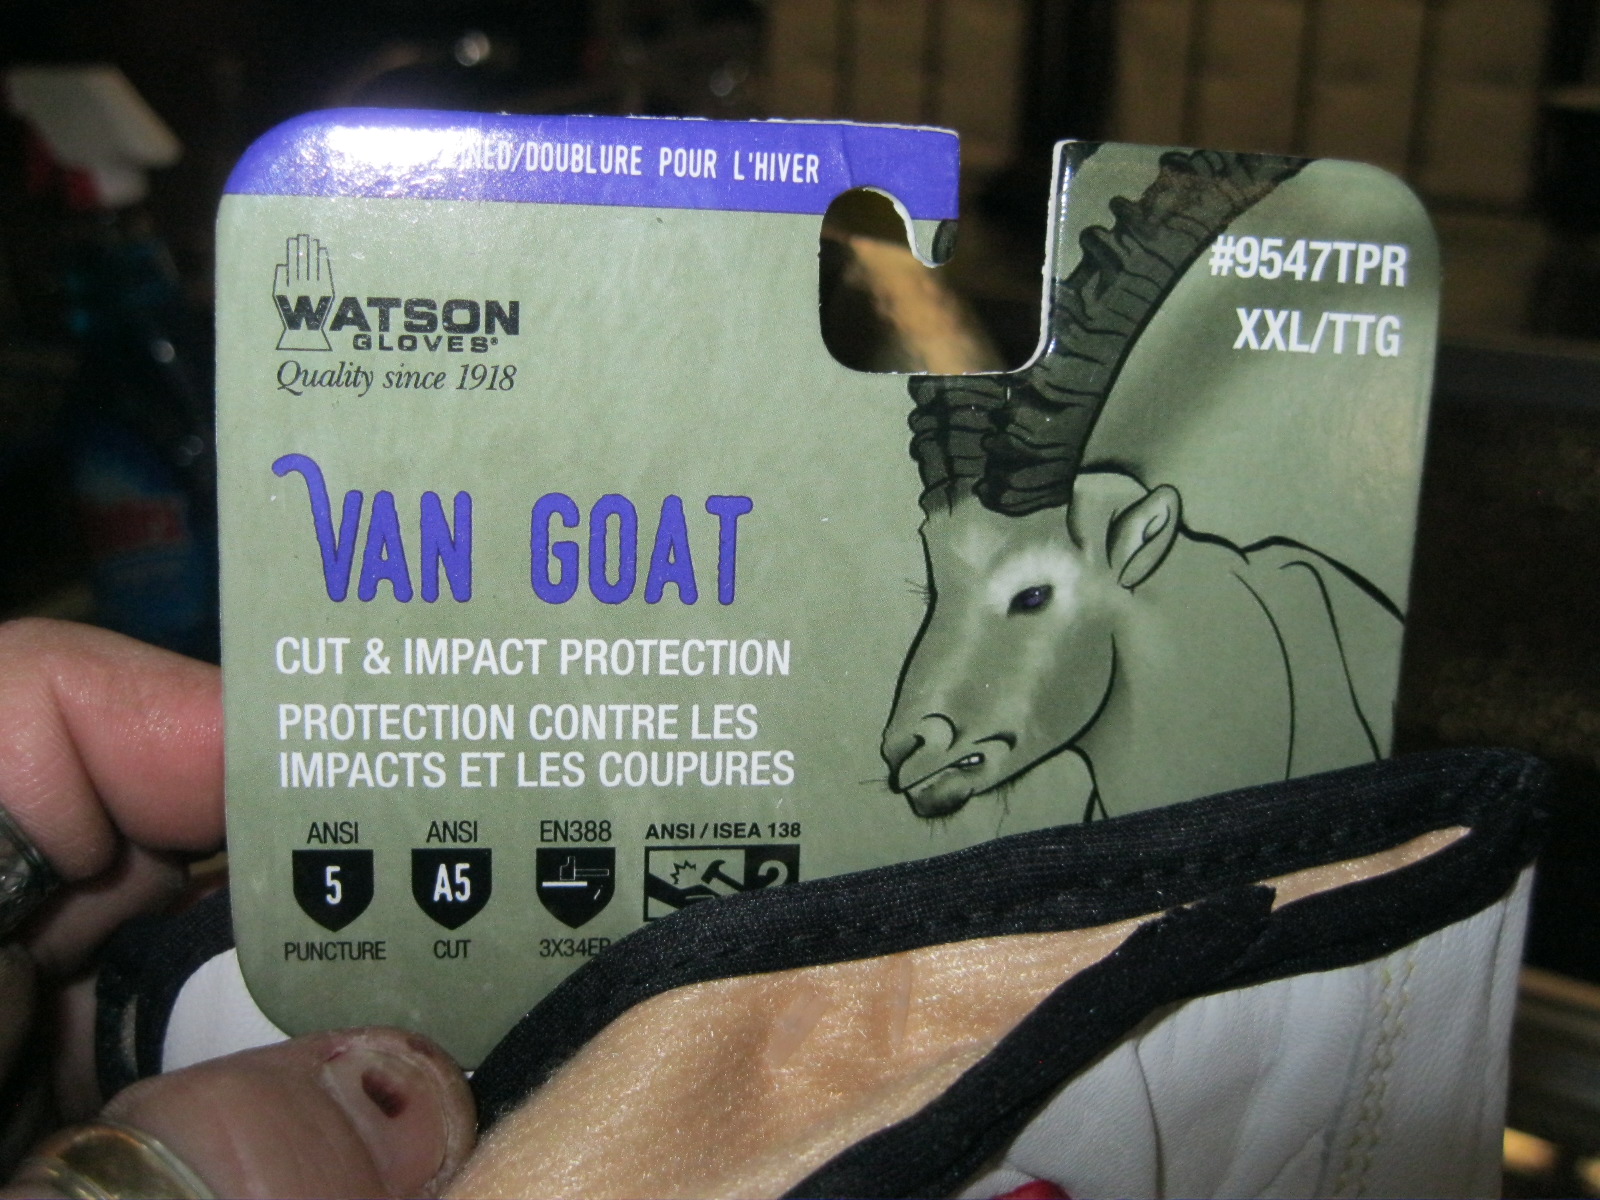 DOUBLURE POUR L'HIVER
WATSON
GLOVES®
Quality since 1918
#9547TPR
XXL/TTG
VAN GOAT
CUT & IMPACT PROTECTION
PROTECTION CONTRE LES
IMPACTS ET LES COUPURES
ANSI
5
PUNCTURE
ANSI
A5
CUT
EN388
ANSI / ISEA 138
2